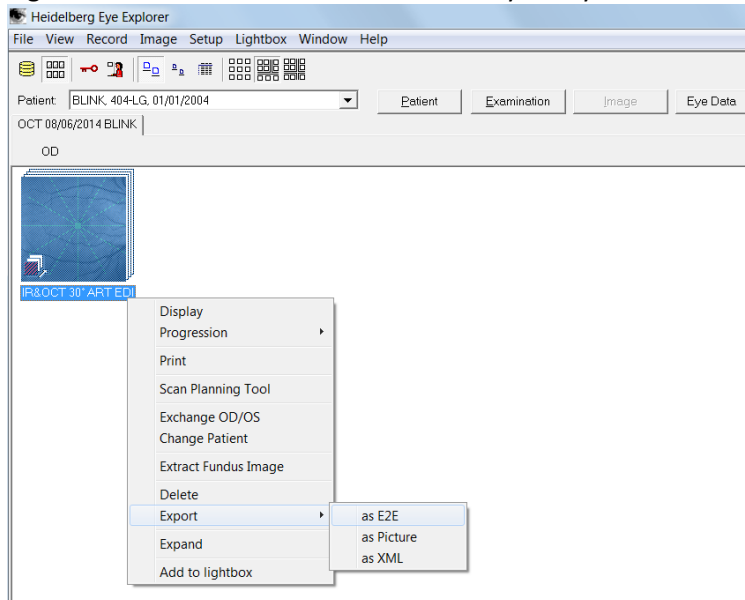 Heidelberg Eye Explorer
File View Record Image Setup Lightbox Window Help
Patient: BLINK, 404-LG, 01/01/2004 Patient Examination Image Eye Data
OCT 08/06/2014 BLINK
OD
IR&OCT 30° ART EDI
Display
Progression
Print
Scan Planning Tool
Exchange OD/OS
Change Patient
Extract Fundus Image
Delete
Export
as E2E
as Picture
as XML
Expand
Add to lightbox